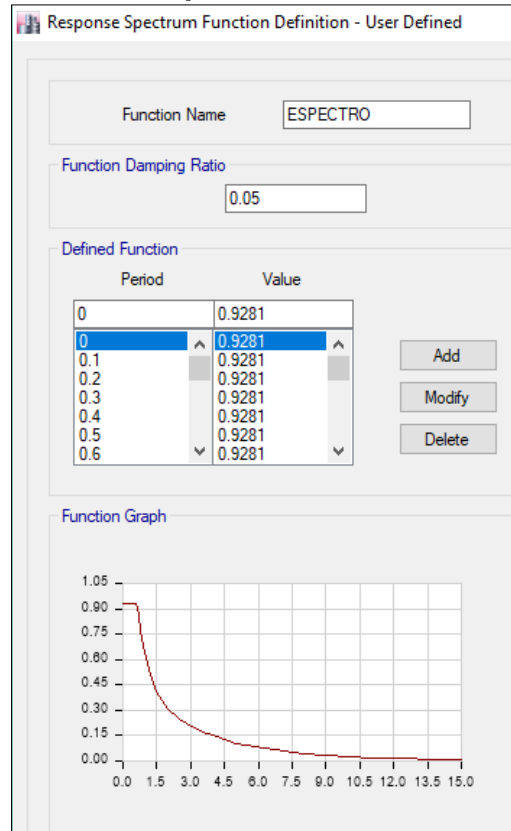 Response Spectrum Function Definition - User Defined
Function Name ESPECTRO
Function Damping Ratio
0.05
Defined Function
Period Value
0 0.9281
0 0.9281
0.1 0.9281
0.2 0.9281
0.3 0.9281
0.4 0.9281
0.5 0.9281
0.6 0.9281
Add
Modify
Delete
Function Graph
1.05
0.90
0.75
0.60
0.45
0.30
0.15
0.00
0.0 1.5 3.0 4.5 6.0 7.5 9.0 10.5 12.0 13.5 15.0